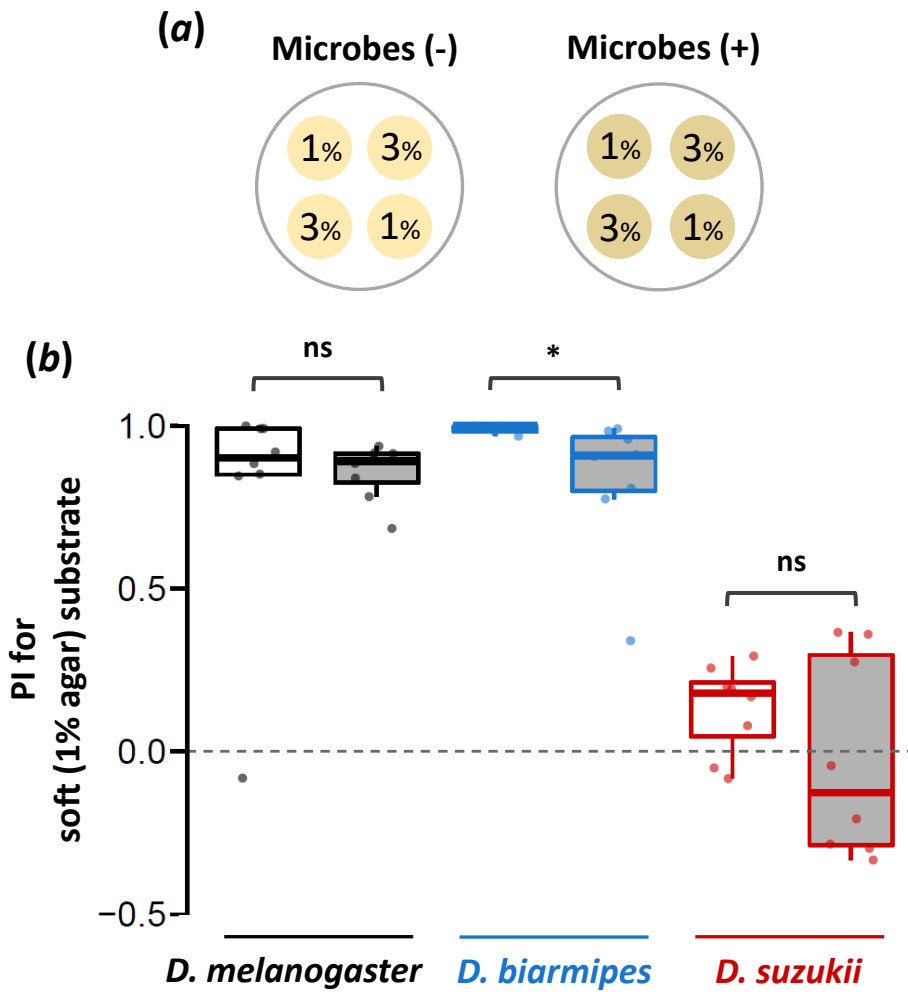 (a)
Microbes (-)
Microbes (+)
1% 3%
3% 1%
1% 3%
3% 1%
(b)
ns
*
ns
PI for
soft (1% agar) substrate
1.0
0.5
0.0
−0.5
D. melanogaster
D. biarmipes
D. suzukii